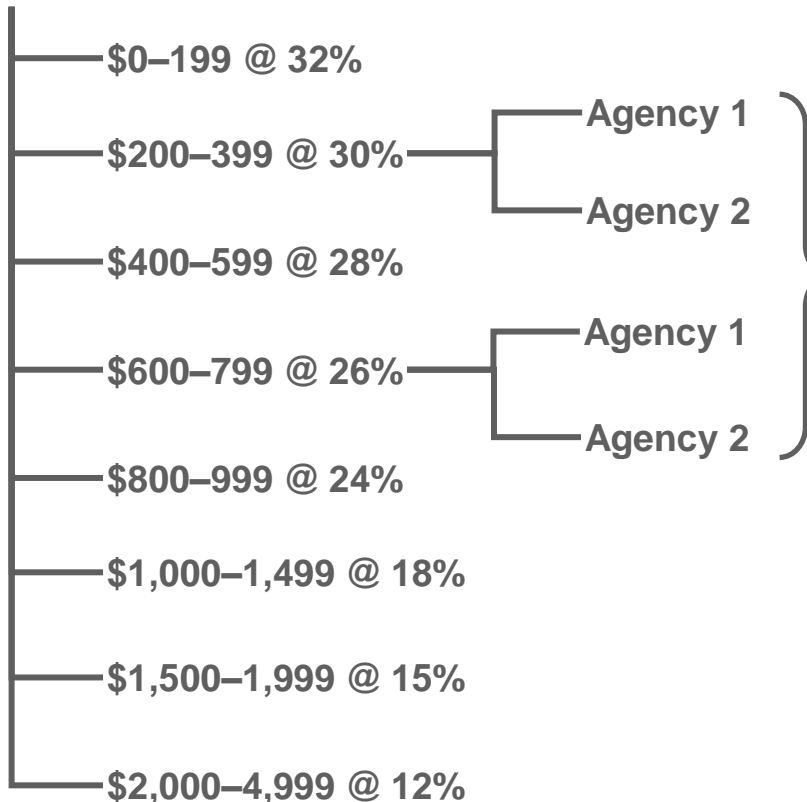 $0–199 @ 32%
$200–399 @ 30%
Agency 1
Agency 2
$400–599 @ 28%
$600–799 @ 26%
Agency 1
Agency 2
$800–999 @ 24%
$1,000–1,499 @ 18%
$1,500–1,999 @ 15%
$2,000–4,999 @ 12%